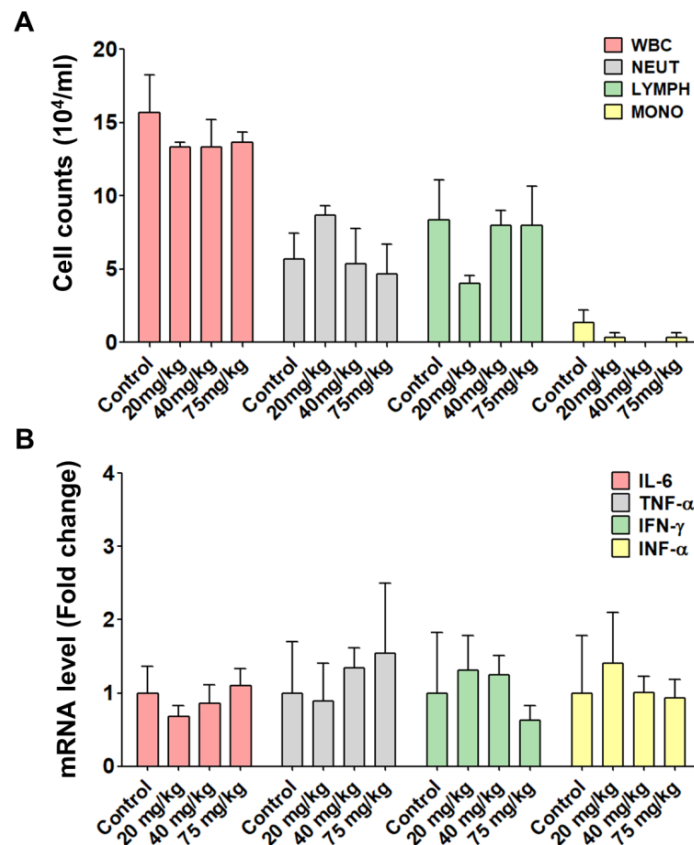 A
Cell counts (10⁴/ml)
20
15
10
5
0
WBC
NEUT
LYMPH
MONO
Control
20mg/kg
40mg/kg
75mg/kg
Control
20mg/kg
40mg/kg
75mg/kg
Control
20mg/kg
40mg/kg
75mg/kg
Control
20mg/kg
40mg/kg
75mg/kg
B
mRNA level (Fold change)
4
3
2
1
0
IL-6
TNF-α
IFN-γ
INF-α
Control
20 mg/kg
40 mg/kg
75 mg/kg
Control
20 mg/kg
40 mg/kg
75 mg/kg
Control
20 mg/kg
40 mg/kg
75 mg/kg
Control
20 mg/kg
40 mg/kg
75 mg/kg